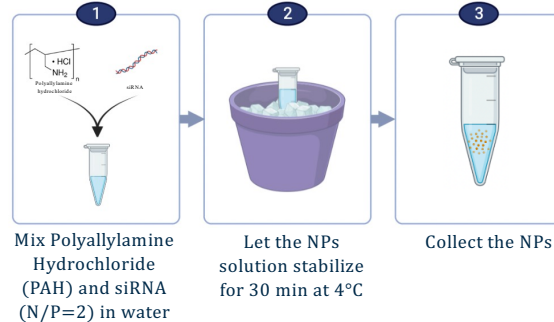 1
• HCl
NH2
n
Polyallylamine
hydrochloride
siRNA
Mix Polyallylamine
Hydrochloride
(PAH) and siRNA
(N/P=2) in water
2
Let the NPs
solution stabilize
for 30 min at 4°C
3
Collect the NPs